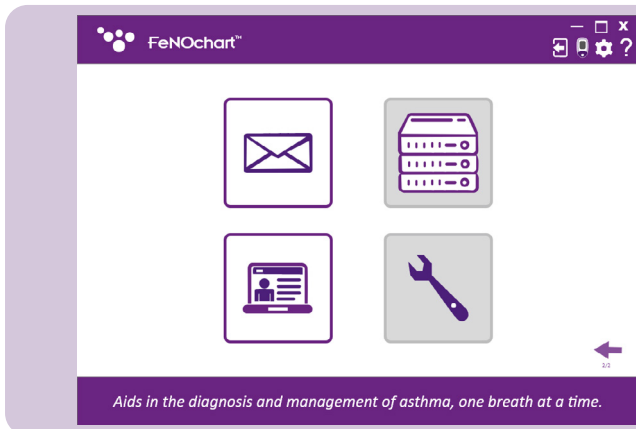 FeNOchart™
2/2
Aids in the diagnosis and management of asthma, one breath at a time.